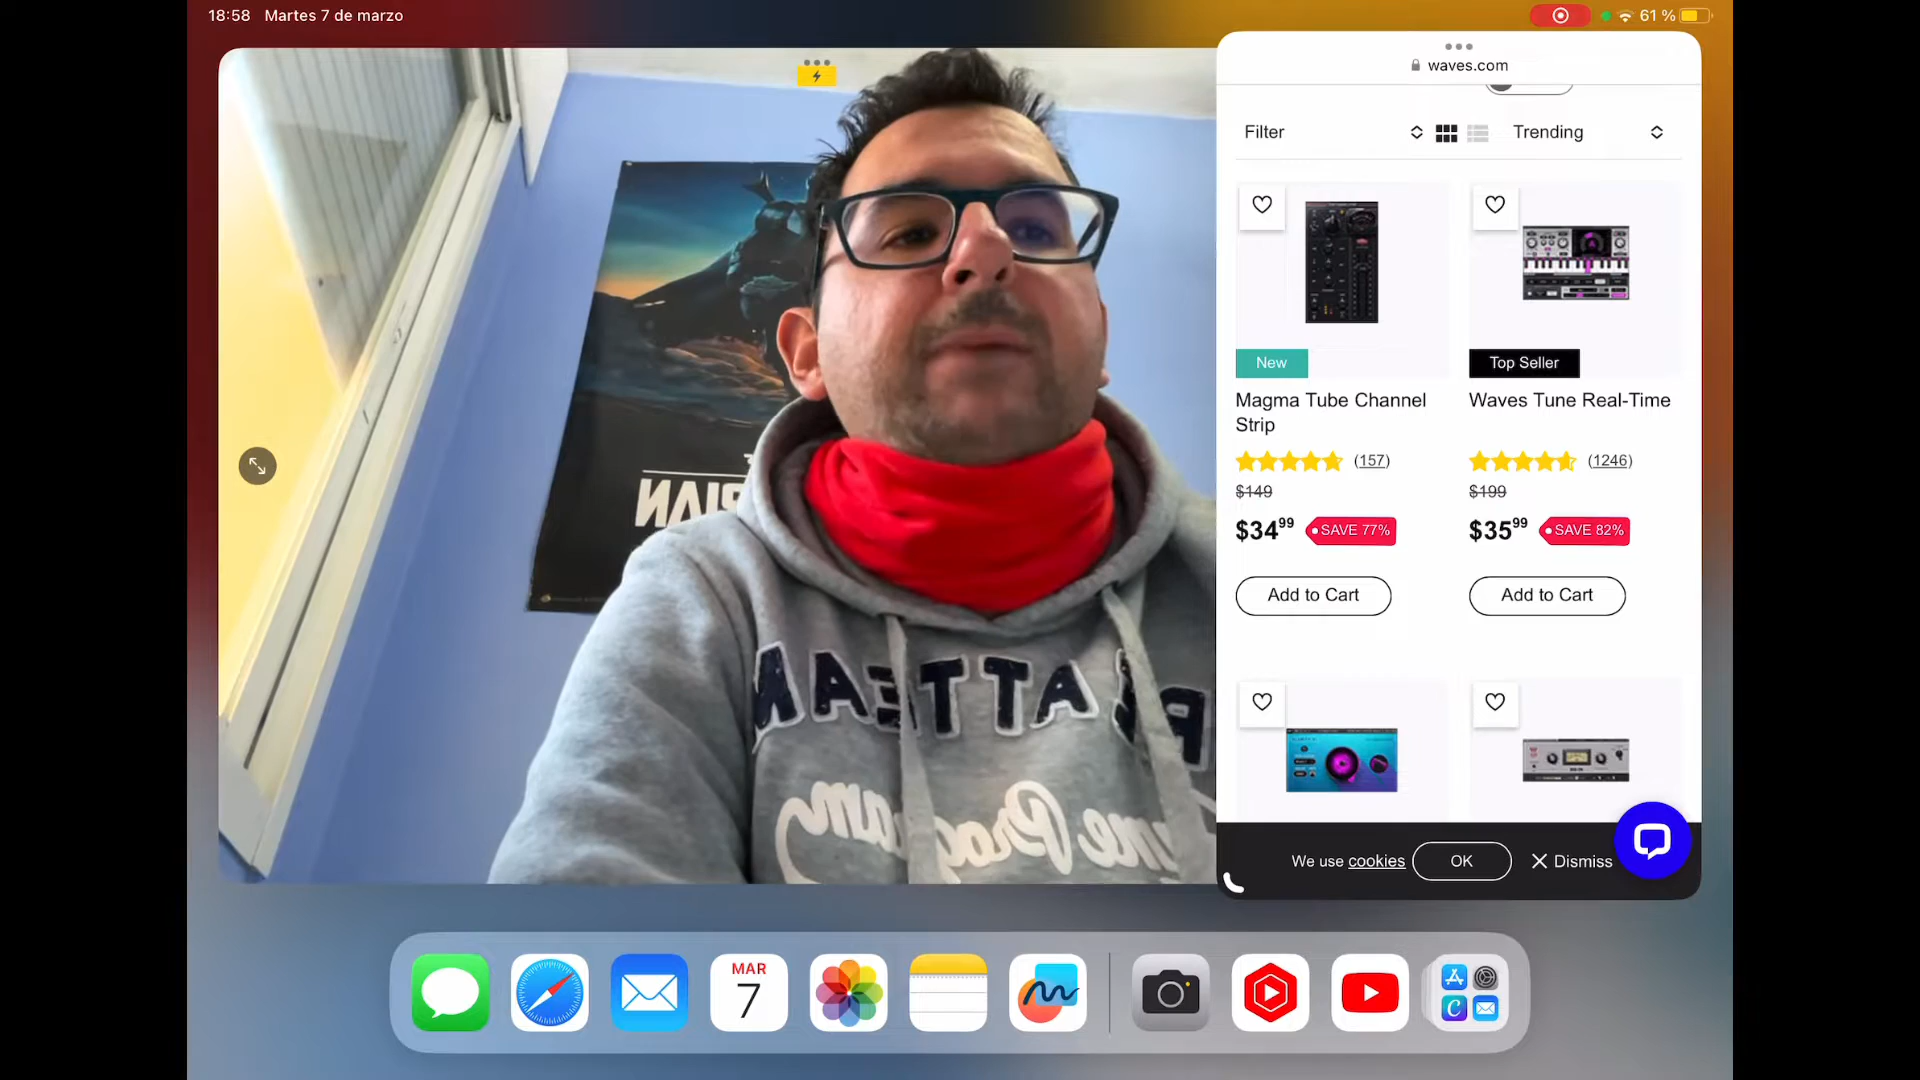 18:58 Martes 7 de marzo
61 %
waves.com
Filter
Trending
New
Top Seller
Magma Tube Channel
Strip
Waves Tune Real-Time
(157)
(1246)
$149
$199
$34⁹⁹ SAVE 77%
$35⁹⁹ SAVE 82%
Add to Cart
Add to Cart
We use cookies
OK
Dismiss
MAR
7